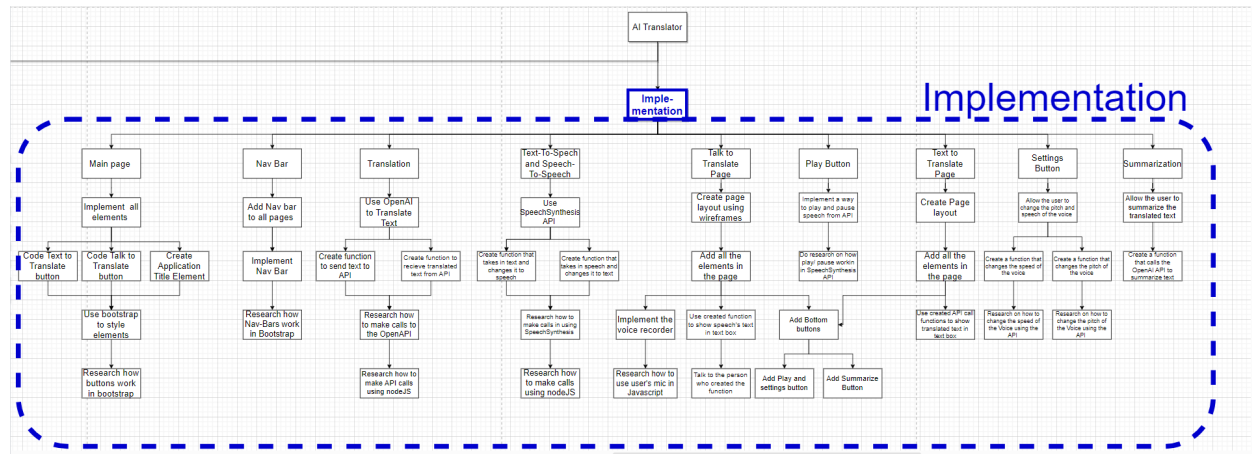 AI Translator
Imple-
mentation
Implementation
Main page
Nav Bar
Translation
Text-To-Spech
and Speech-
To-Speech
Talk to
Translate
Page
Play Button
Text to
Translate
Page
Settings
Button
Summarization
Implement all
elements
Add Nav bar
to all pages
Use OpenAI
to Translate
Text
Use
SpeechSynthesis
API
Create page
layout using
wireframes
Implement a way
to play and pause
speech from API
Create Page
layout
Allow the user to
change the pitch and
speech of the voice
Allow the user to
summarize the
translated text
Code Text to
Translate
button
Code Talk to
Translate
button
Create
Application
Title Element
Implement
Nav Bar
Create function
to send text to
API
Create function to
recieve translated
text from API
Create function that
takes in text and
changes it to
speech
Create function that
takes in speech and
changes it to text
Add all the
elements in
the page
Do research on how
play/ pause workin in
SpeechSynthesis API
Add all the
elements in
the page
Create a function that
changes the speed of
the voice
Create a function that
changes the pitch of
the voice
Create a function
that calls the
OpenAI API to
summarize text
Use bootstrap
to style
elements
Research how
Nav-Bars work
in Bootstrap
Research how
to make calls to
the OpenAPI
Research how to
make calls in using
SpeechSynthesis
Implement the
voice recorder
Use created function
to show speech's text
in text box
Add Bottom
buttons
Use created API call
functions to show
translated text in text
box
Research on how to
change the speed of
the Voice using the
API
Research on how to
change the pitch of
the Voice using the
API
Research how
buttons work
in bootstrap
Research how to
make API calls
using nodeJS
Research how
to make calls
using nodeJS
Research how to
use user's mic in
Javascript
Talk to the person
who created the
function
Add Play and
settings button
Add Summarize
Button